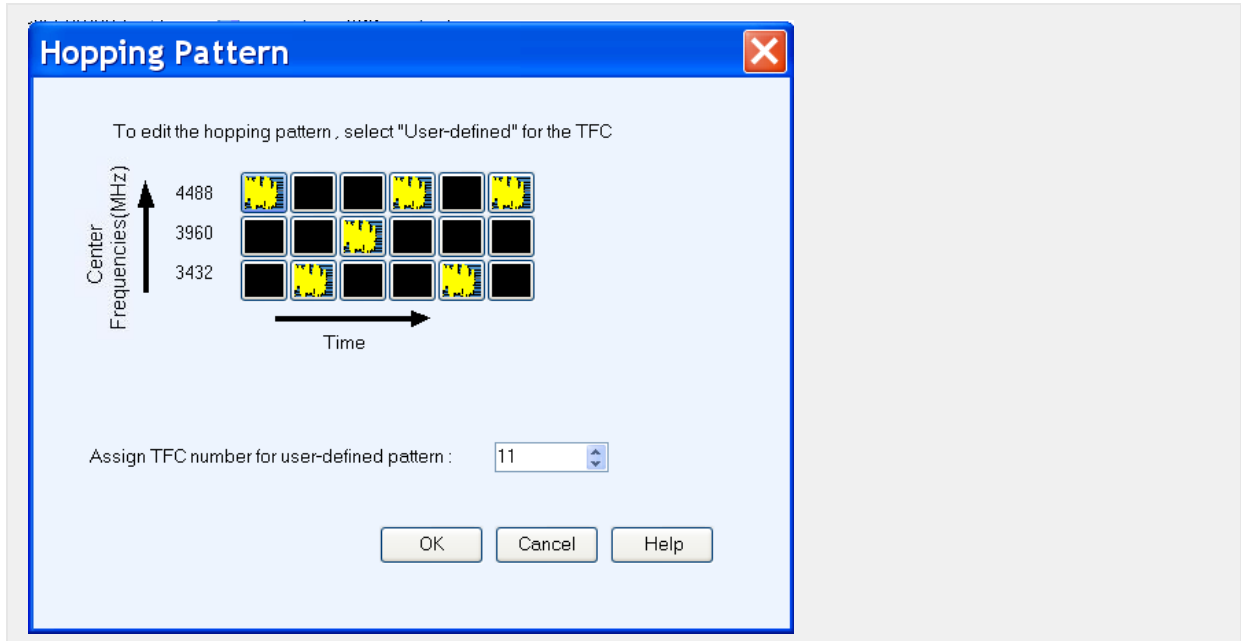 Hopping Pattern
To edit the hopping pattern , select "User-defined" for the TFC
Center
Frequencies(MHz)
4488
3960
3432
Time
Assign TFC number for user-defined pattern :
11
OK
Cancel
Help